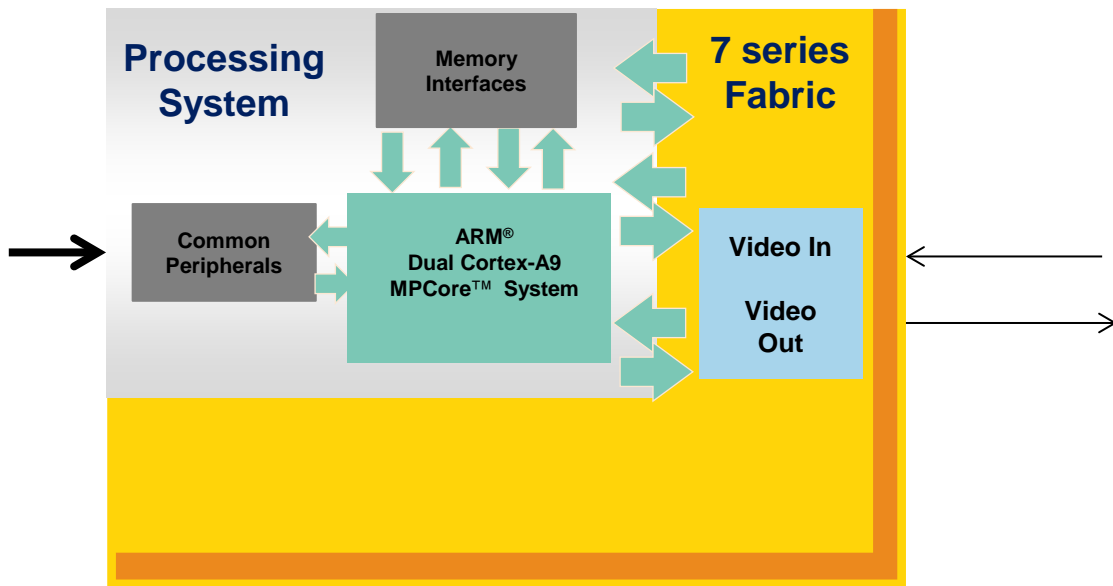 Processing
System
Memory
Interfaces
7 series
Fabric
Common
Peripherals
ARM®
Dual Cortex-A9
MPCore™ System
Video In
Video
Out